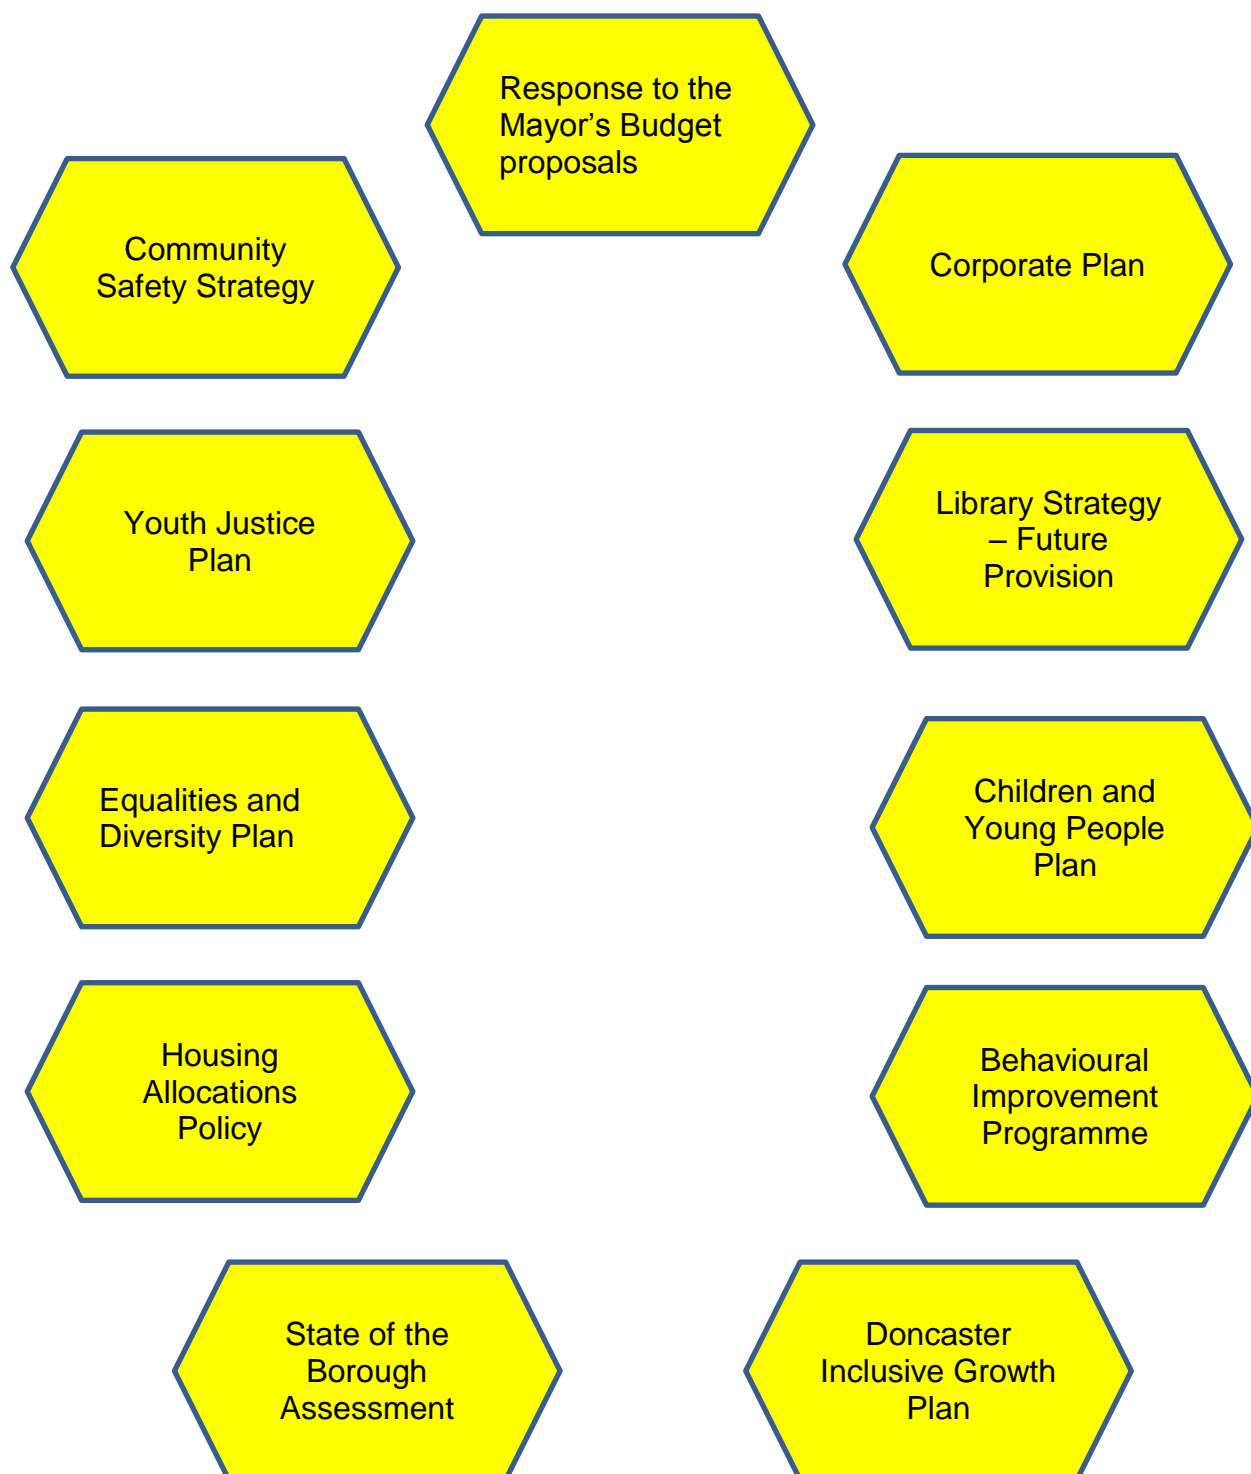 Response to the
Mayor’s Budget
proposals
Community
Safety Strategy
Corporate Plan
Youth Justice
Plan
Library Strategy
– Future
Provision
Equalities and
Diversity Plan
Children and
Young People
Plan
Housing
Allocations
Policy
Behavioural
Improvement
Programme
State of the
Borough
Assessment
Doncaster
Inclusive Growth
Plan